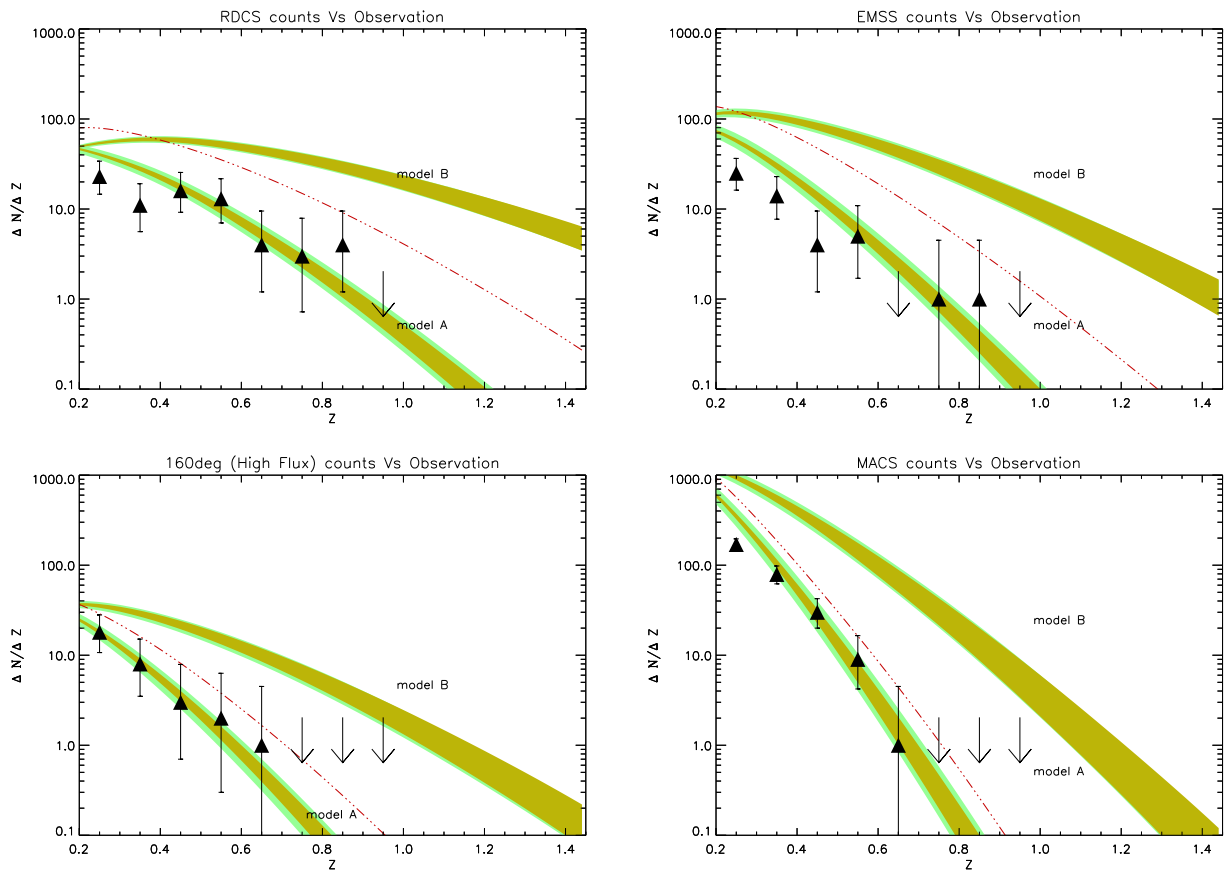 RDCS counts Vs Observation
1000.0
100.0
10.0
1.0
0.1
Δ N/Δ Z
model B
model A
0.2 0.4 0.6 0.8 1.0 1.2 1.4
Z
EMSS counts Vs Observation
1000.0
100.0
10.0
1.0
0.1
Δ N/Δ Z
model B
model A
0.2 0.4 0.6 0.8 1.0 1.2 1.4
Z
160deg (High Flux) counts Vs Observation
1000.0
100.0
10.0
1.0
0.1
Δ N/Δ Z
model B
model A
0.2 0.4 0.6 0.8 1.0 1.2 1.4
Z
MACS counts Vs Observation
1000.0
100.0
10.0
1.0
0.1
Δ N/Δ Z
model B
model A
0.2 0.4 0.6 0.8 1.0 1.2 1.4
Z